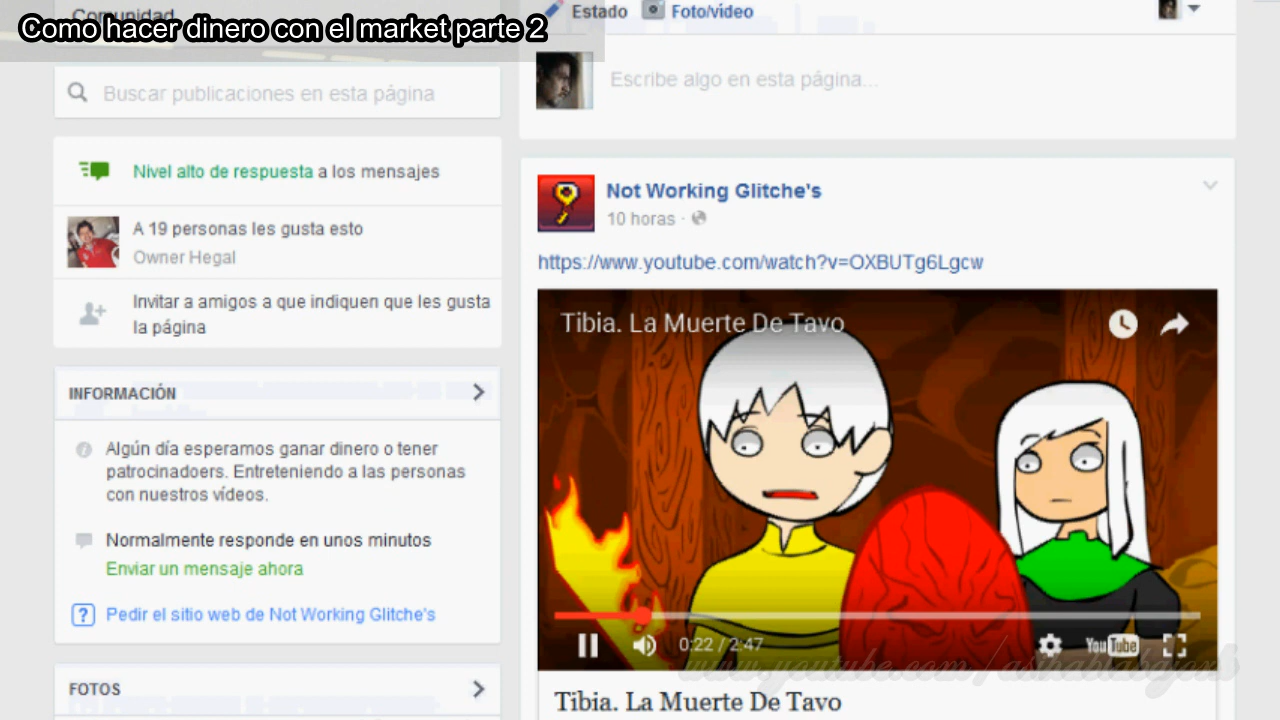 Comunidad
Como hacer dinero con el market parte 2
Estado
Foto/vídeo
Buscar publicaciones en esta página
Escribe algo en esta página...
Nivel alto de respuesta a los mensajes
A 19 personas les gusta esto
Owner Hegal
Invitar a amigos a que indiquen que les gusta
la página
INFORMACIÓN
Algún día esperamos ganar dinero o tener
patrocinadoers. Entreteniendo a las personas
con nuestros vídeos.
Normalmente responde en unos minutos
Enviar un mensaje ahora
Pedir el sitio web de Not Working Glitche's
FOTOS
Not Working Glitche's
10 horas
https://www.youtube.com/watch?v=OXBUTg6Lgcw
Tibia. La Muerte De Tavo
0:22 / 2:47
YouTube
Tibia. La Muerte De Tavo